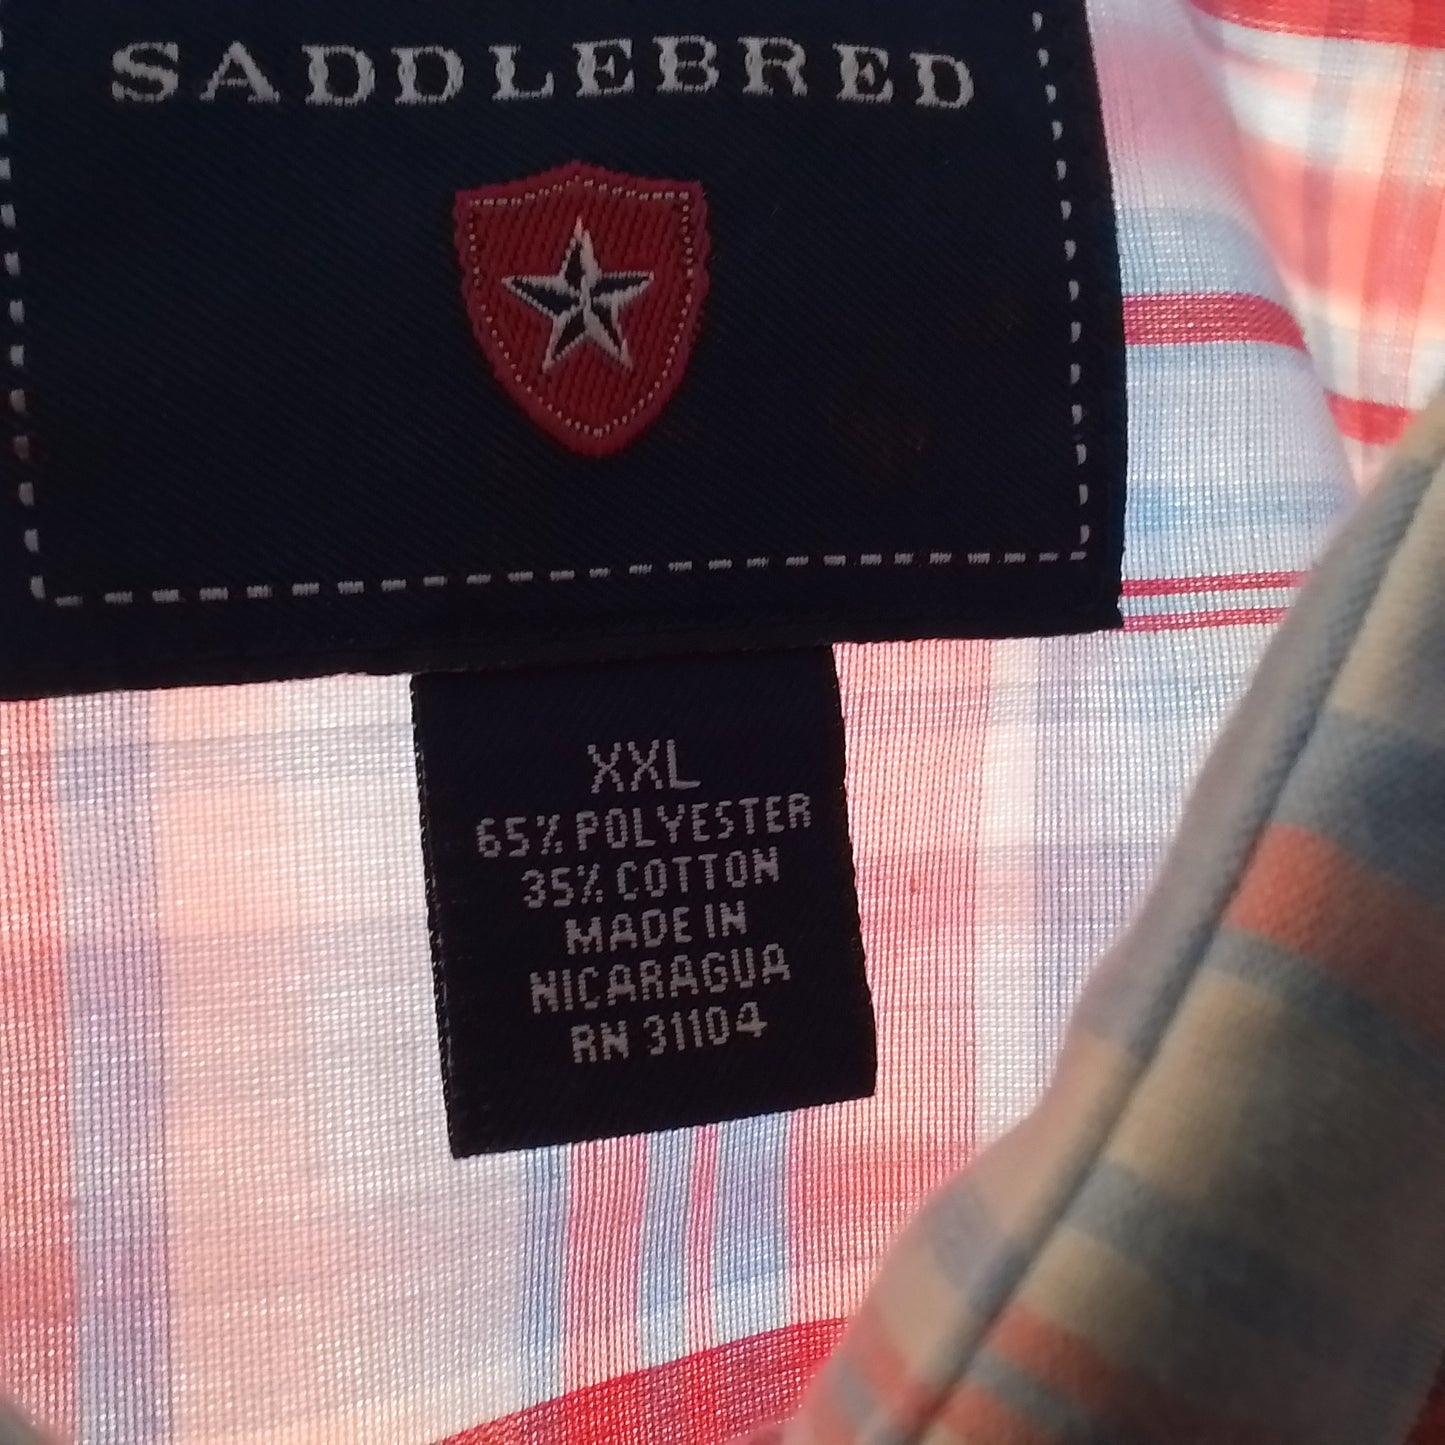 SADDLEBRED
XXL
65% POLYESTER
35% COTTON
MADE IN
NICARAGUA
RN 31104